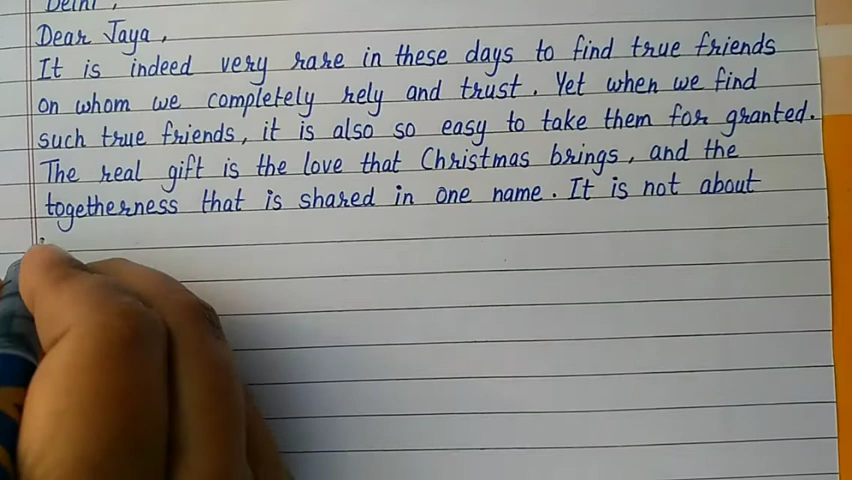 Delhi,
Dear Jaya,
It is indeed very rare in these days to find true friends
on whom we completely rely and trust. Yet when we find
such true friends, it is also so easy to take them for granted.
The real gift is the love that Christmas brings, and the
togetherness that is shared in one name. It is not about